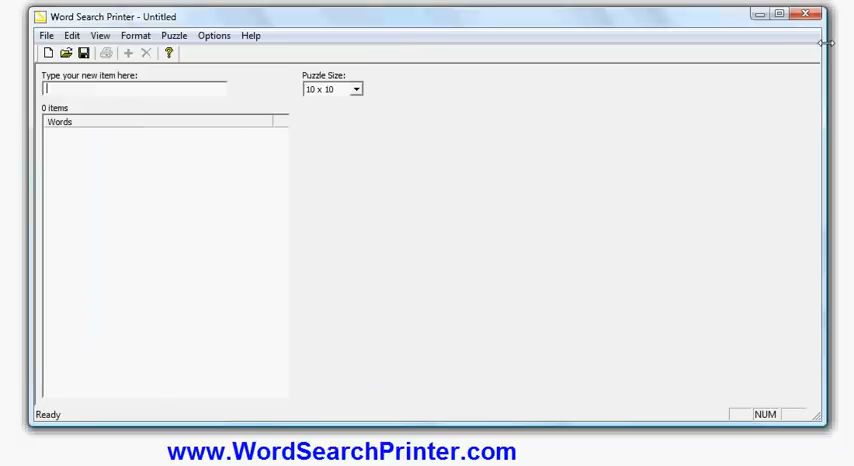 Word Search Printer - Untitled
File Edit View Format Puzzle Options Help
Type your new item here:
Puzzle Size:
10 x 10
0 items
Words
Ready
NUM
www.WordSearchPrinter.com